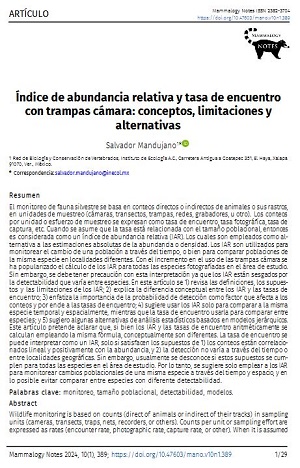 ARTÍCULO
Mammalogy Notes ISSN 2382-3704
https://doi.org/10.47603/manovol10n1.389
MAMMALOGY
NOTES
Índice de abundancia relativa y tasa de encuentro
con trampas cámara: conceptos, limitaciones y
alternativas
Salvador Mandujano¹*
1 Red de Biología y Conservación de Vertebrados, Instituto de Ecología A.C., Carretera Antigua a Coatepec 351, El Haya, Xalapa
91070, Ver., México.
* Correspondencia: salvador.mandujano@inecol.mx
Resumen
El monitoreo de fauna silvestre se basa en conteos directos o indirectos de animales o sus rastros,
en unidades de muestreo (cámaras, transectos, trampas, redes, grabadores, u otro). Los conteos
por unidad o esfuerzo de muestreo se expresan como tasa de encuentro, tasa fotográfica, tasa de
captura, etc. Cuando se asume que la tasa está relacionada con el tamaño poblacional, entonces
es considerada como un Índice de abundancia relativa (IAR). Los cuales son empleados como al-
ternativa a las estimaciones absolutas de la abundancia o densidad. Los IAR son utilizados para
monitorear el cambio de una población a través del tiempo, o bien para comparar poblaciones de
la misma especie en localidades diferentes. Con el incremento en el uso de las trampas cámara se
ha popularizado el cálculo de los IAR para todas las especies fotografiadas en el área de estudio.
Sin embargo, se debe tener precaución con esta interpretación ya que los IAR están sesgados por
la detectabilidad que varía entre especies. En este artículo se 1) revisa las definiciones, los supues-
tos y las limitaciones de los IAR; 2) explica la diferencia conceptual entre los IAR y las tasas de
encuentro; 3) enfatiza la importancia de la probabilidad de detección como factor que afecta a los
conteos y por ende a las tasas de encuentro; 4) sugiere usar los IAR solo para comparar a la misma
especie temporal y espacialmente, mientras que la tasa de encuentro usarla para comparar entre
especies; y 5) sugiero algunas alternativas de análisis estadísticos basados en modelos jerárquicos.
Este artículo pretende aclarar que, si bien los IAR y las tasas de encuentro aritméticamente se
calculan empleando la misma fórmula, conceptualmente son diferentes. La tasa de encuentro se
puede interpretar como un IAR, solo si satisfacen los supuestos de 1) los conteos están correlacio-
nados lineal y positivamente con la abundancia, y 2) la detección no varía a través del tiempo o
entre localidades geográficas. Sin embargo, usualmente se desconoce si estos supuestos se cum-
plen para todas las especies en el área de estudio. Por lo tanto, se sugiere solo emplear a los IAR
para monitorear cambios poblacionales de una misma especie a través del tiempo y espacio, y en
lo posible evitar comparar entre especies con diferente detectabilidad.
Palabras clave: monitoreo, tamaño poblacional, detectabilidad, modelos.
Abstract
Wildlife monitoring is based on counts (direct of animals or indirect of their tracks) in sampling
units (cameras, transects, traps, nets, recorders, or others). Counts per unit or sampling effort are
expressed as rates (encounter rate, photographic rate, capture rate, or other). When it is assumed
Mammalogy Notes 2024, 10(1), 389; https://doi.org/10.47603/mano.v10n1.389
1/29